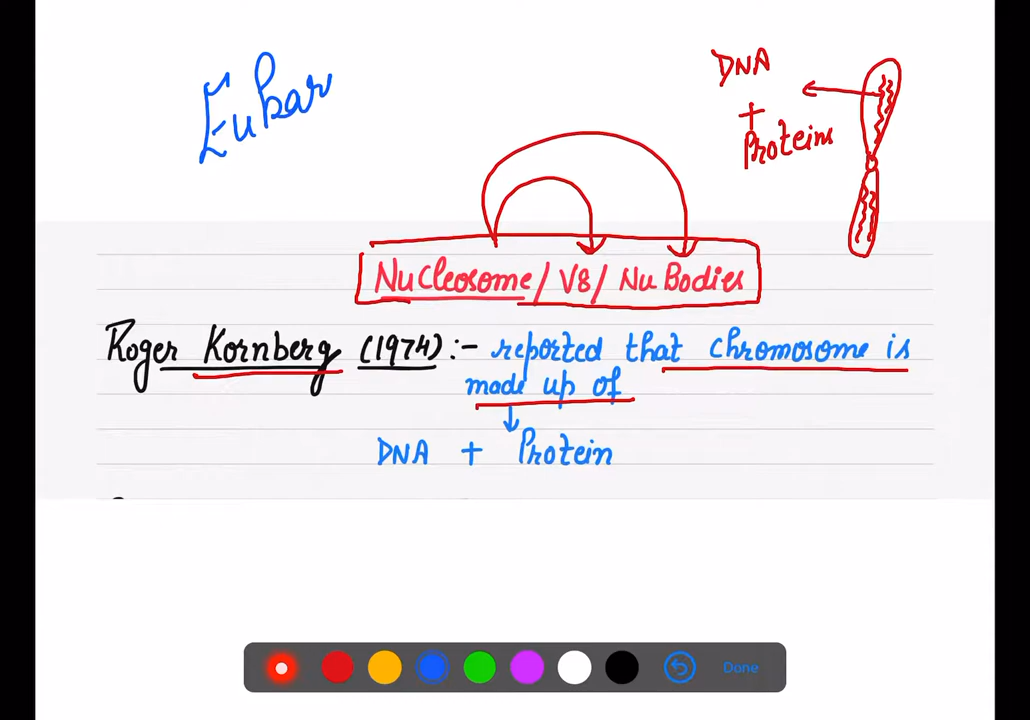 Eukar
DNA
+
Proteins
Nucleosome/ V8/ Nu Bodies
Roger Kornberg (1974):- reported that chromosome is
made up of
DNA + Protein
Done